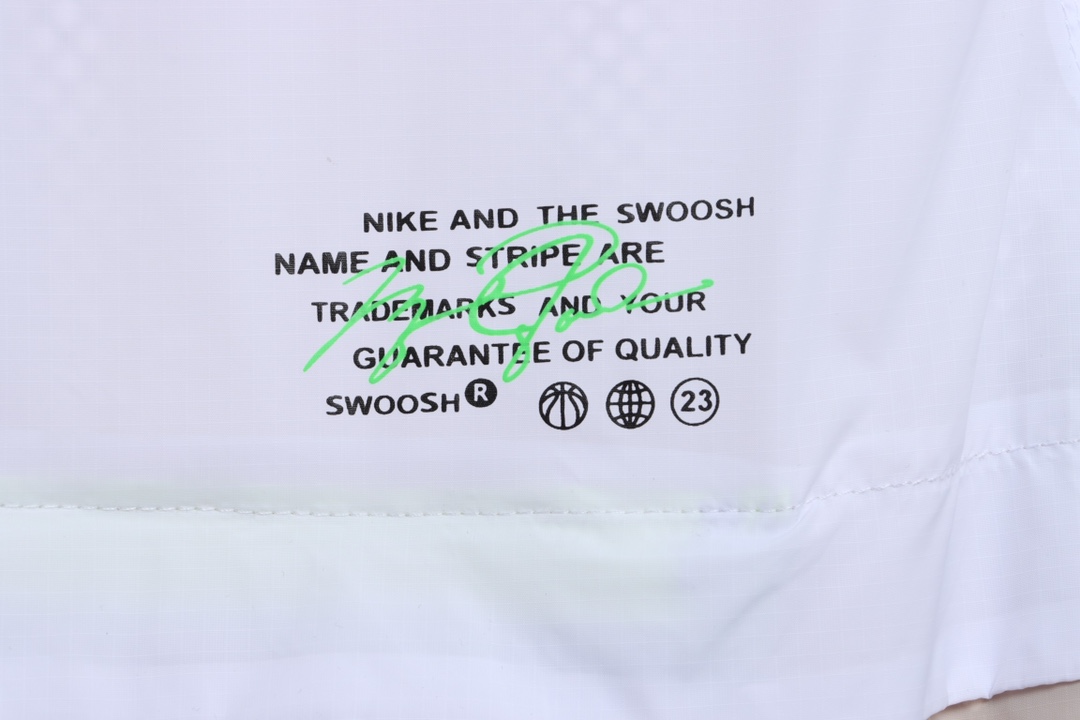 NIKE AND THE SWOOSH
NAME AND STRIPE ARE
TRADEMARKS AND YOUR
GUARANTEE OF QUALITY
SWOOSH® 23